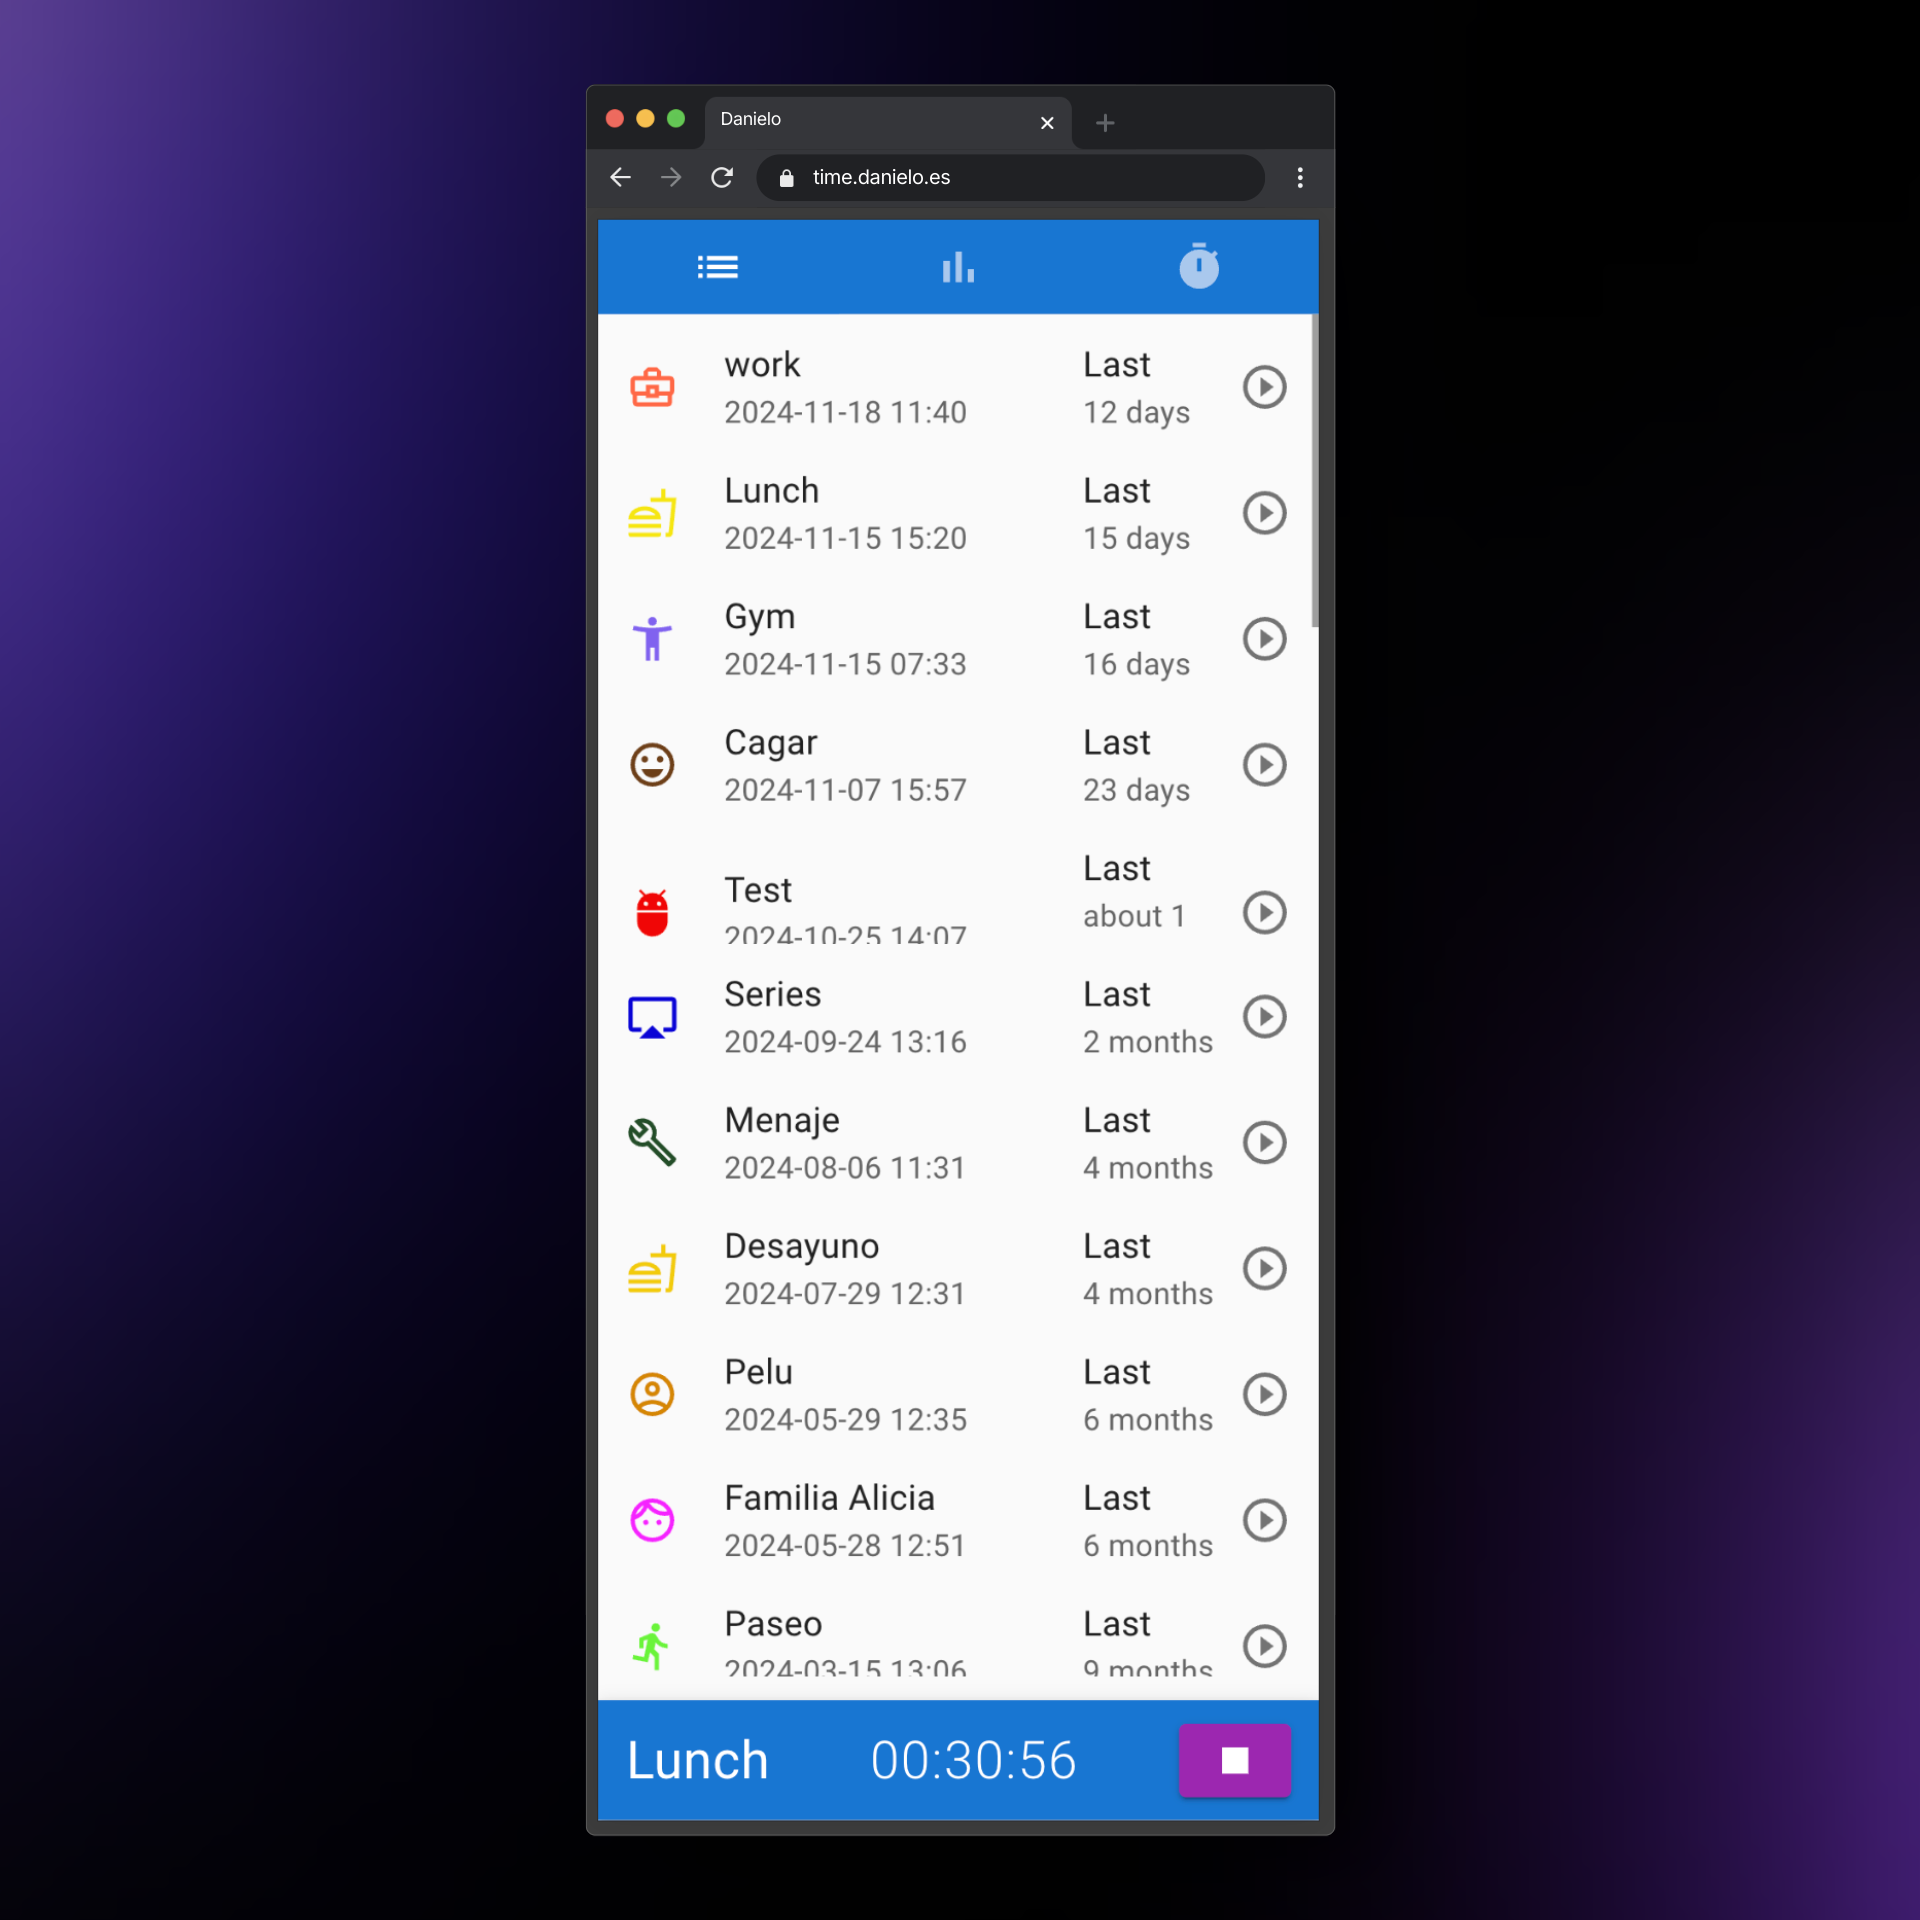 Danielo
time.danielo.es
work
Last
2024-11-18 11:40
12 days
Lunch
Last
2024-11-15 15:20
15 days
Gym
Last
2024-11-15 07:33
16 days
Cagar
Last
2024-11-07 15:57
23 days
Test
Last
2024-10-25 14:07
about 1
Series
Last
2024-09-24 13:16
2 months
Menaje
Last
2024-08-06 11:31
4 months
Desayuno
Last
2024-07-29 12:31
4 months
Pelu
Last
2024-05-29 12:35
6 months
Familia Alicia
Last
2024-05-28 12:51
6 months
Paseo
Last
2024-03-15 13:06
9 months
Lunch 00:30:56